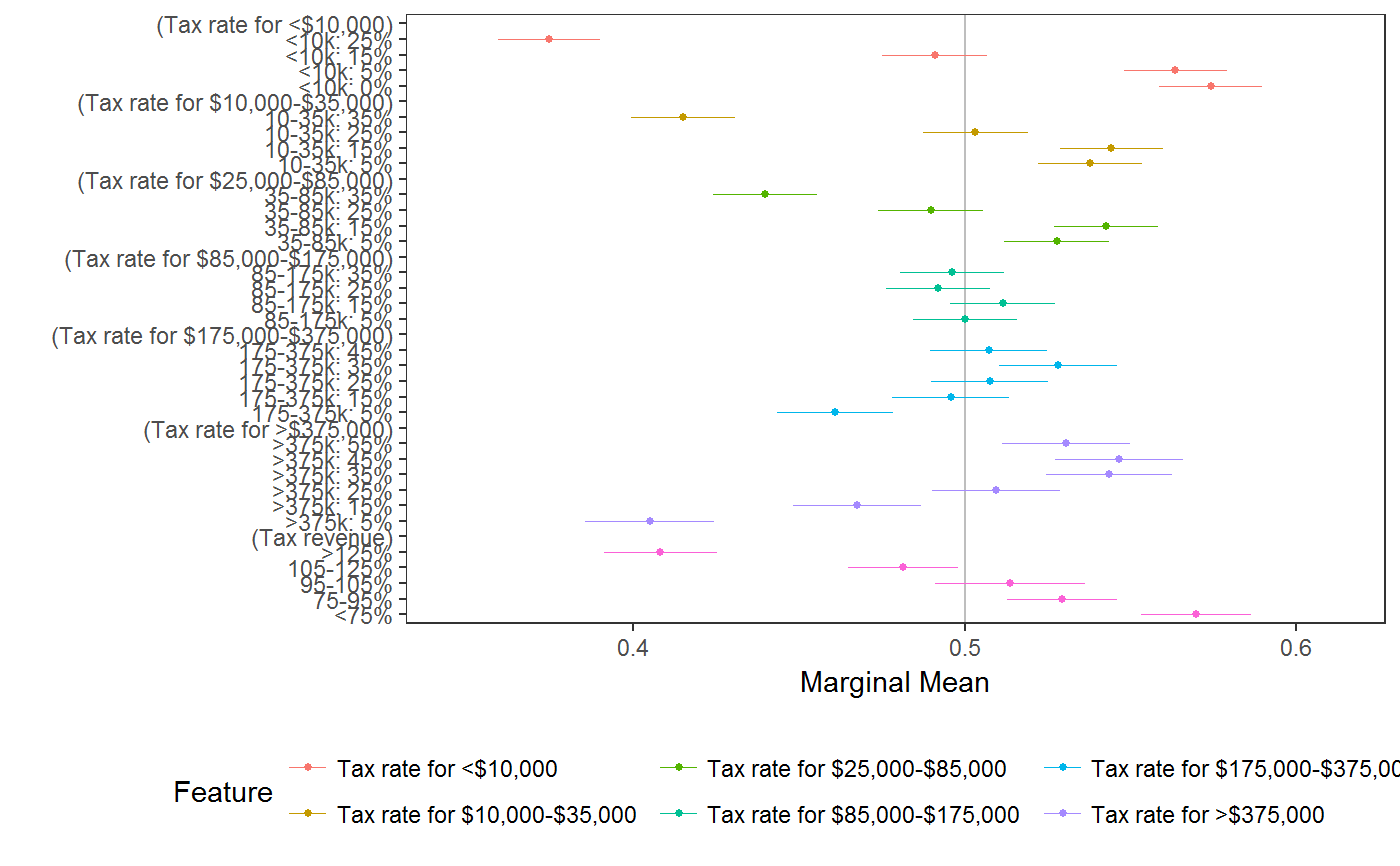 (Tax rate for <$10,000)
<10k: 25%
<10k: 15%
<10k: 5%
<10k: 0%
(Tax rate for $10,000-$35,000)
10-35k: 35%
10-35k: 25%
10-35k: 15%
10-35k: 5%
(Tax rate for $25,000-$85,000)
35-85k: 35%
35-85k: 25%
35-85k: 15%
35-85k: 5%
(Tax rate for $85,000-$175,000)
85-175k: 35%
85-175k: 25%
85-175k: 15%
85-175k: 5%
(Tax rate for $175,000-$375,000)
175-375k: 45%
175-375k: 35%
175-375k: 25%
175-375k: 15%
175-375k: 5%
(Tax rate for >$375,000)
>375k: 55%
>375k: 45%
>375k: 35%
>375k: 25%
>375k: 15%
>375k: 5%
(Tax revenue)
>125%
105-125%
95-105%
75-95%
<75%
0.4 0.5 0.6
Marginal Mean
Feature
Tax rate for <$10,000 Tax rate for $25,000-$85,000 Tax rate for $175,000-$375,00
Tax rate for $10,000-$35,000 Tax rate for $85,000-$175,000 Tax rate for >$375,000